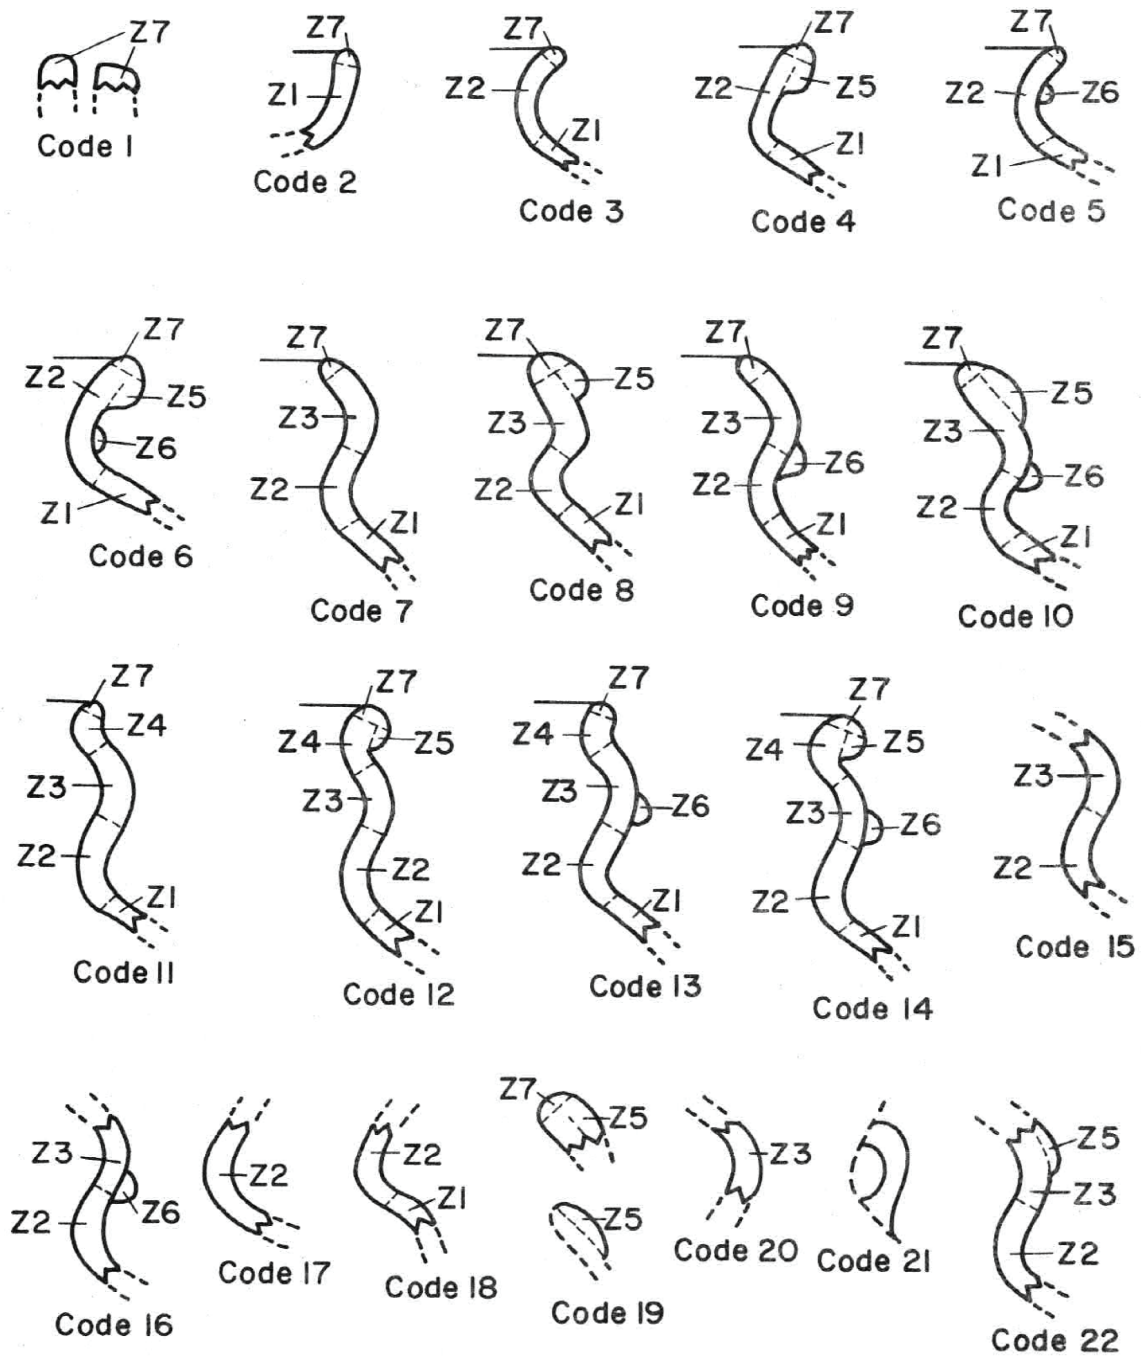 Z7
Code 1
Z7
Z1
Code 2
Z7
Z2
Z1
Code 3
Z7
Z2
Z5
Z1
Code 4
Z7
Z2
Z6
Z1
Code 5
Z7
Z2
Z5
Z6
Z1
Code 6
Z7
Z3
Z2
Z1
Code 7
Z7
Z5
Z3
Z2
Z1
Code 8
Z7
Z3
Z6
Z2
Z1
Code 9
Z7
Z5
Z3
Z6
Z2
Z1
Code 10
Z7
Z4
Z3
Z2
Z1
Code 11
Z7
Z4
Z5
Z3
Z2
Z1
Code 12
Z7
Z4
Z3
Z6
Z2
Z1
Code 13
Z7
Z4
Z5
Z3
Z6
Z2
Z1
Code 14
Z3
Z2
Code 15
Z3
Z6
Z2
Code 16
Z2
Code 17
Z2
Z1
Code 18
Z7
Z5
Z5
Code 19
Z3
Code 20
Code 21
Z5
Z3
Z2
Code 22